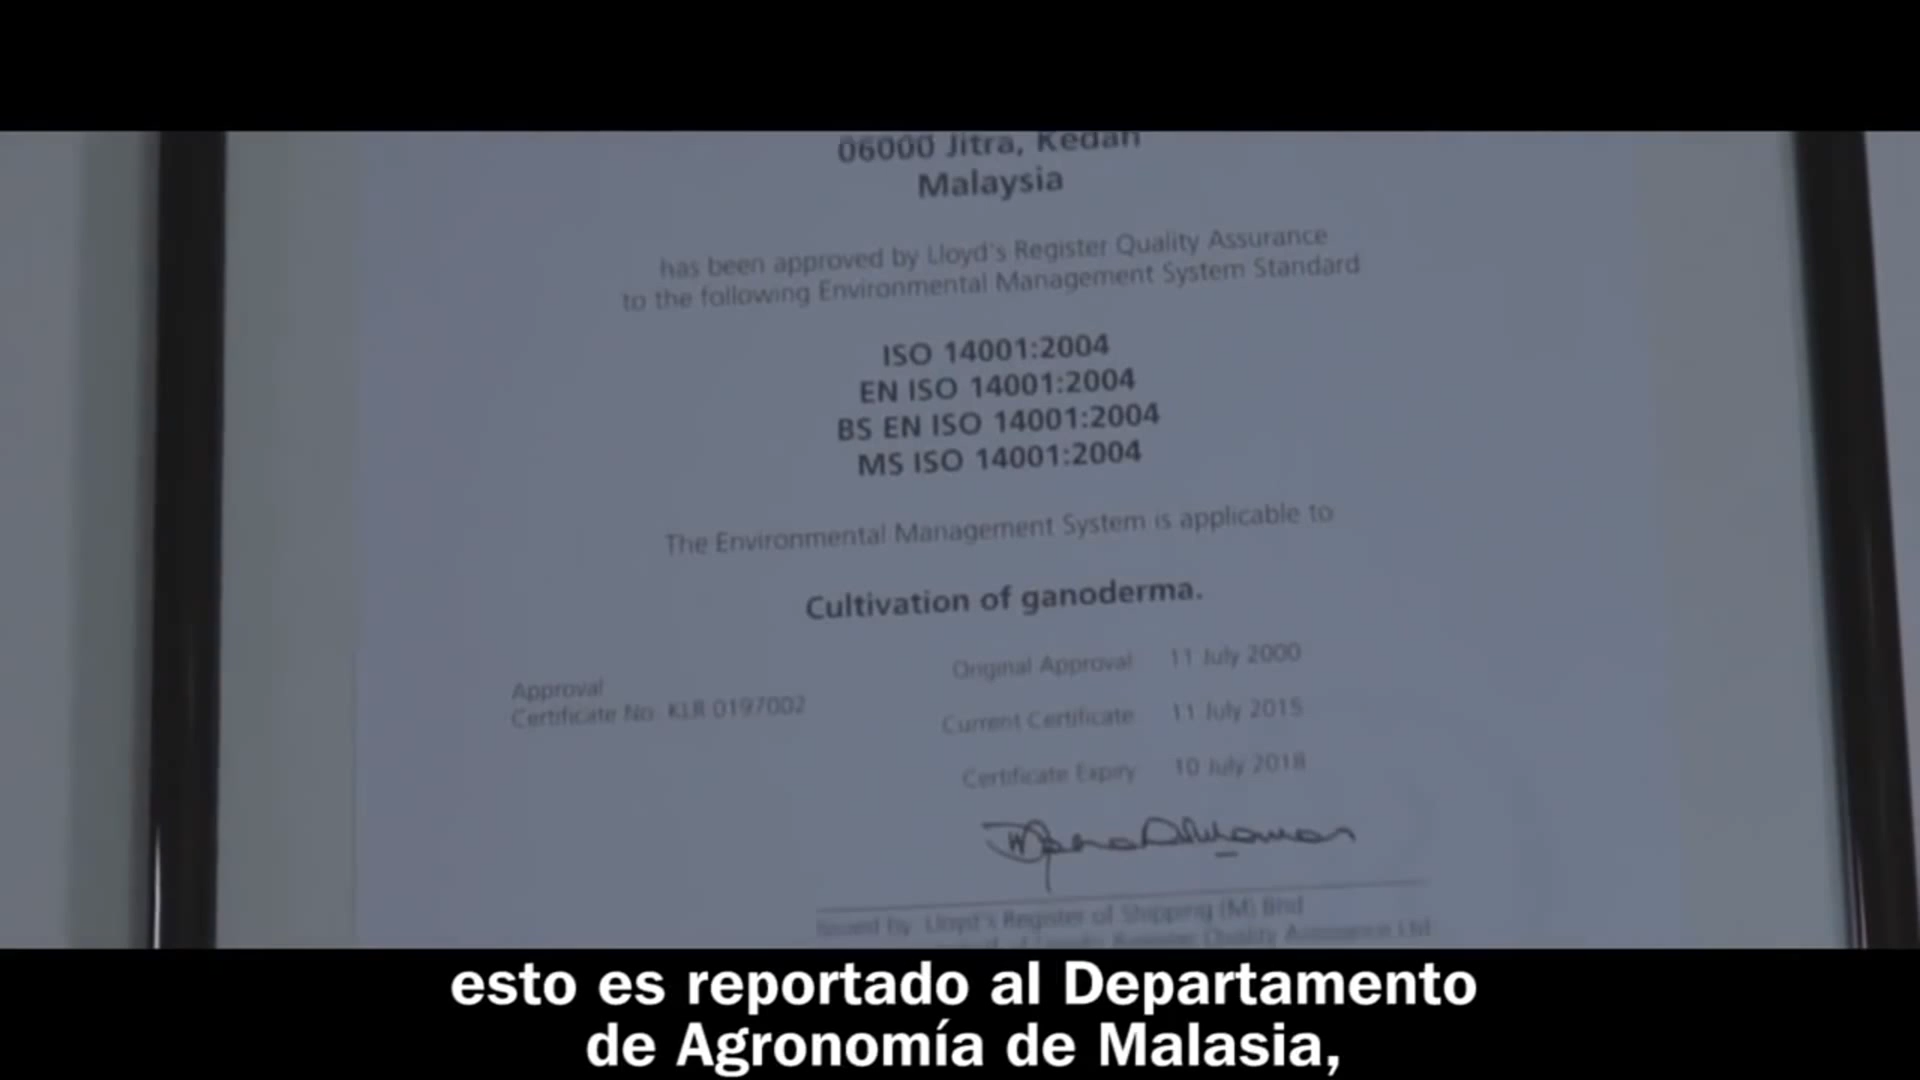 06000 Jitra, Kedah
Malaysia
has been approved by Lloyd's Register Quality Assurance
to the following Environmental Management System Standard
ISO 14001:2004
EN ISO 14001:2004
BS EN ISO 14001:2004
MS ISO 14001:2004
The Environmental Management System is applicable to
Cultivation of ganoderma.
Approval
Certificate No KLR 0197002
Original Approval 11 July 2000
Current Certificate 11 July 2015
Certificate Expiry 10 July 2018
Issued by Lloyd's Register of Shipping (M) Bhd
Register Quality Assurance Ltd
esto es reportado al Departamento
de Agronomía de Malasia,